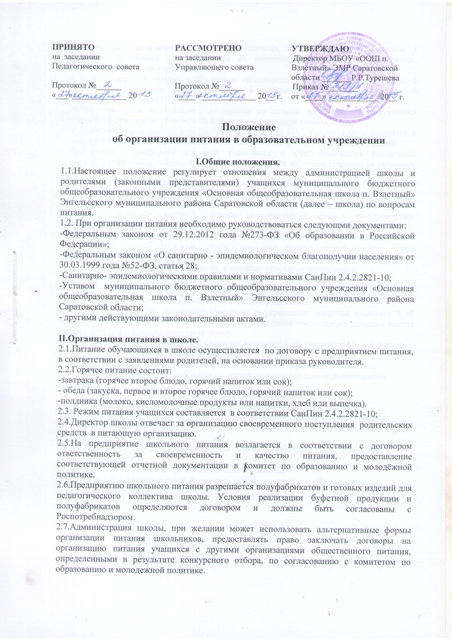 ПРИНЯТО РАССМОТРЕНО УТВЕРЖДАЮ
на заседании на заседании Директор МБОУ «ООШ п.
Педагогического совета Управляющего совета Взлетный» ЭМР Саратовской
области Р.Р.Турешева
Протокол № 2 Протокол № 2 Приказ №
«27 октября 2015 «27 октября 2015г. от «27» октября 2015г.
Положение
об организации питания в образовательном учреждении
I.Общие положения.
1.1.Настоящее положение регулирует отношения между администрацией школы и
родителями (законными представителями) учащихся муниципального бюджетного
общеобразовательного учреждения «Основная общеобразовательная школа п. Взлетный»
Энгельсского муниципального района Саратовской области (далее – школа) по вопросам
питания.
1.2. При организации питания необходимо руководствоваться следующми документами:
-Федеральным законом от 29.12.2012 года №273-ФЗ «Об образовании в Российской
Федерации»;
-Федеральным законом «О санитарно - эпидемиологическом благополучии населения» от
30.03.1999 года №52-ФЗ, статья 28;
-Санитарно- эпидемиологическими правилами и нормативами СанПин 2.4.2.2821-10;
-Уставом муниципального бюджетного общеобразовательного учреждения «Основная
общеобразовательная школа п. Взлетный» Энгельсского муниципального района
Саратовской области;
- другими действующими законодательными актами.
II.Организация питания в школе.
2.1.Питание обучающихся в школе осуществляется по договору с предприятием питания,
в соответствии с заявлениями родителей, на основании приказа руководителя.
2.2.Горячее питание состоит:
-завтрака (горячее второе блюдо, горячий напиток или сок);
- обеда (закуска, первое и второе горячее блюдо, горячий напиток или сок);
-полдника (молоко, кисломолочные продукты или напитки, хлеб или выпечка).
2.3. Режим питания учащихся составляется в соответствии СанПин 2.4.2.2821-10;
2.4.Директор школы отвечает за организацию своевременного поступления родительских
средств в питающую организацию.
2.5.На предприятие школьного питания возлагается в соответствии с договором
ответственность за своевременность и качество питания, предоставление
соответствующей отчетной документации в комитет по образованию и молодёжной
политике.
2.6.Предприятию школьного питания разрешается полуфабрикатов и готовых изделий для
педагогического коллектива школы. Условия реализации буфетной продукции и
полуфабрикатов определяются договором и должны быть согласованы с
Роспотребнадзором.
2.7.Администрация школы, при желании может использовать альтернативные формы
организации питания школьников, предоставлять право заключать договоры на
организацию питания учащихся с другими организациями общественного питания,
определенными в результате конкурсного отбора, по согласованию с комитетом по
образованию и молодежной политике.